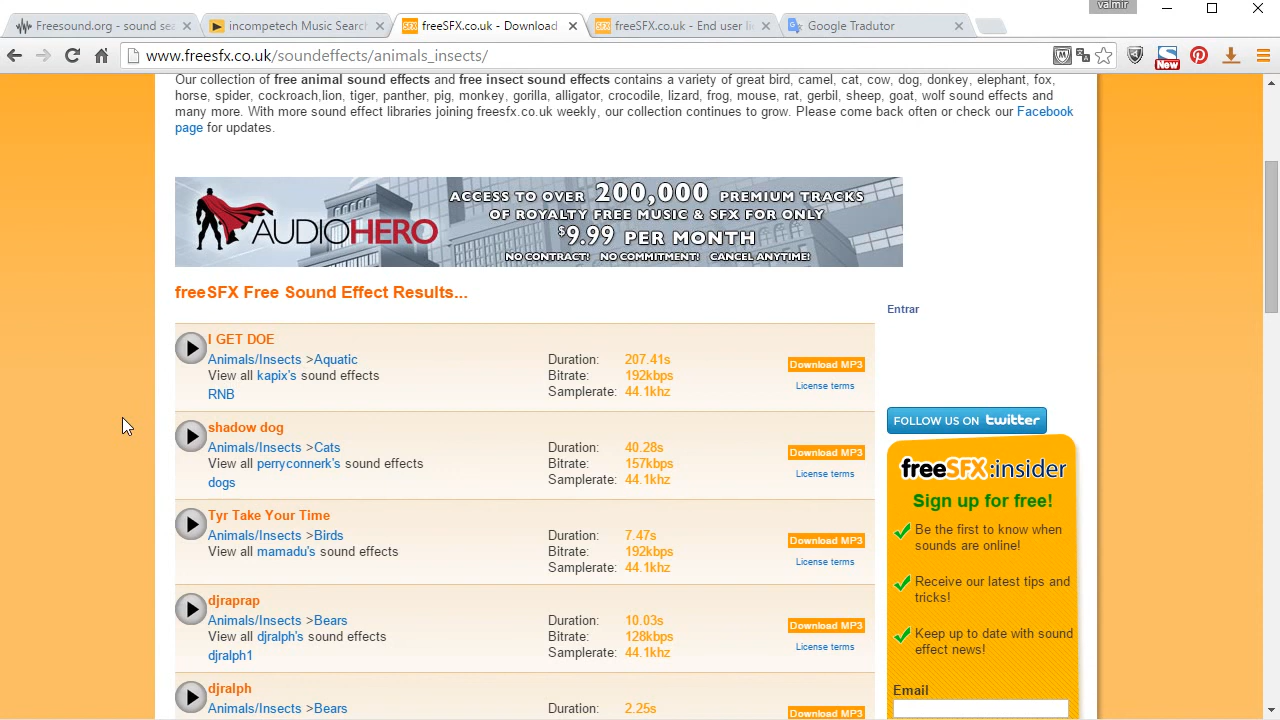 valmir
Freesound.org - sound sea
incompetech Music Search
freeSFX.co.uk - Download
freeSFX.co.uk - End user li
Google Tradutor
www.freesfx.co.uk/soundeffects/animals_insects/
New
Our collection of free animal sound effects and free insect sound effects contains a variety of great bird, camel, cat, cow, dog, donkey, elephant, fox,
horse, spider, cockroach,lion, tiger, panther, pig, monkey, gorilla, alligator, crocodile, lizard, frog, mouse, rat, gerbil, sheep, goat, wolf sound effects and
many more. With more sound effect libraries joining freesfx.co.uk weekly, our collection continues to grow. Please come back often or check our Facebook
page for updates.
AUDIOHERO
ACCESS TO OVER 200,000 PREMIUM TRACKS
OF ROYALTY FREE MUSIC & SFX FOR ONLY
$9.99 PER MONTH
NO CONTRACT! NO COMMITMENT! CANCEL ANYTIME!
freeSFX Free Sound Effect Results...
Entrar
I GET DOE
Animals/Insects >Aquatic
View all kapix's sound effects
RNB
Duration: 207.41s
Bitrate: 192kbps
Samplerate: 44.1khz
Download MP3
License terms
shadow dog
Animals/Insects >Cats
View all perryconnerk's sound effects
dogs
Duration: 40.28s
Bitrate: 157kbps
Samplerate: 44.1khz
Download MP3
License terms
Tyr Take Your Time
Animals/Insects >Birds
View all mamadu's sound effects
Duration: 7.47s
Bitrate: 192kbps
Samplerate: 44.1khz
Download MP3
License terms
djraprap
Animals/Insects >Bears
View all djralph's sound effects
djralph1
Duration: 10.03s
Bitrate: 128kbps
Samplerate: 44.1khz
Download MP3
License terms
djralph
Animals/Insects >Bears
Duration: 2.25s
Download MP3
FOLLOW US ON twitter
freeSFX:insider
Sign up for free!
Be the first to know when
sounds are online!
Receive our latest tips and
tricks!
Keep up to date with sound
effect news!
Email